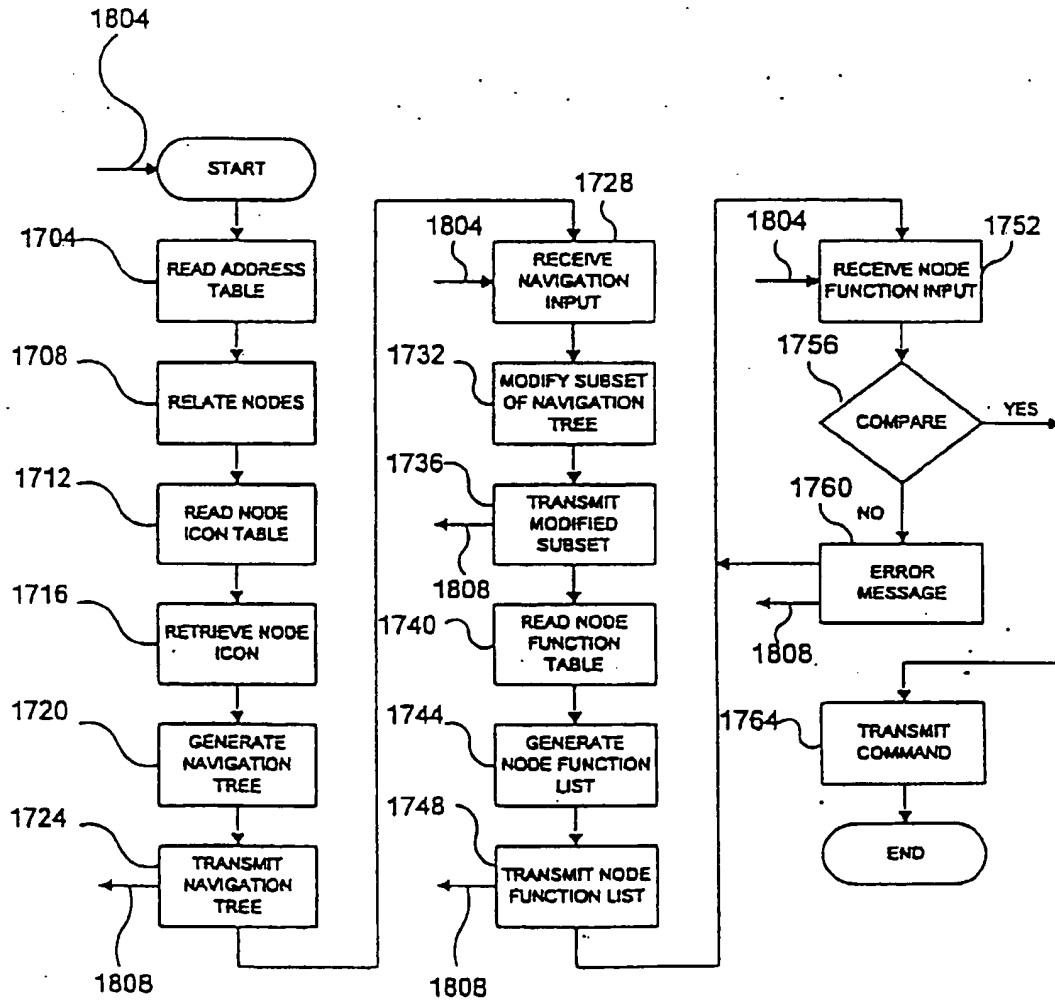 1804
START
1704
READ ADDRESS
TABLE
1708
RELATE NODES
1712
READ NODE
ICON TABLE
1716
RETRIEVE NODE
ICON
1720
GENERATE
NAVIGATION
TREE
1724
TRANSMIT
NAVIGATION
TREE
1808
1728
1804
RECEIVE
NAVIGATION
INPUT
1732
MODIFY SUBSET
OF NAVIGATION
TREE
1736
TRANSMIT
MODIFIED
SUBSET
1808
1740
READ NODE
FUNCTION
TABLE
1744
GENERATE
NODE FUNCTION
LIST
1748
TRANSMIT NODE
FUNCTION LIST
1808
1804
1752
RECEIVE NODE
FUNCTION INPUT
1756
COMPARE
YES
1760
NO
ERROR
MESSAGE
1808
1764
TRANSMIT
COMMAND
END